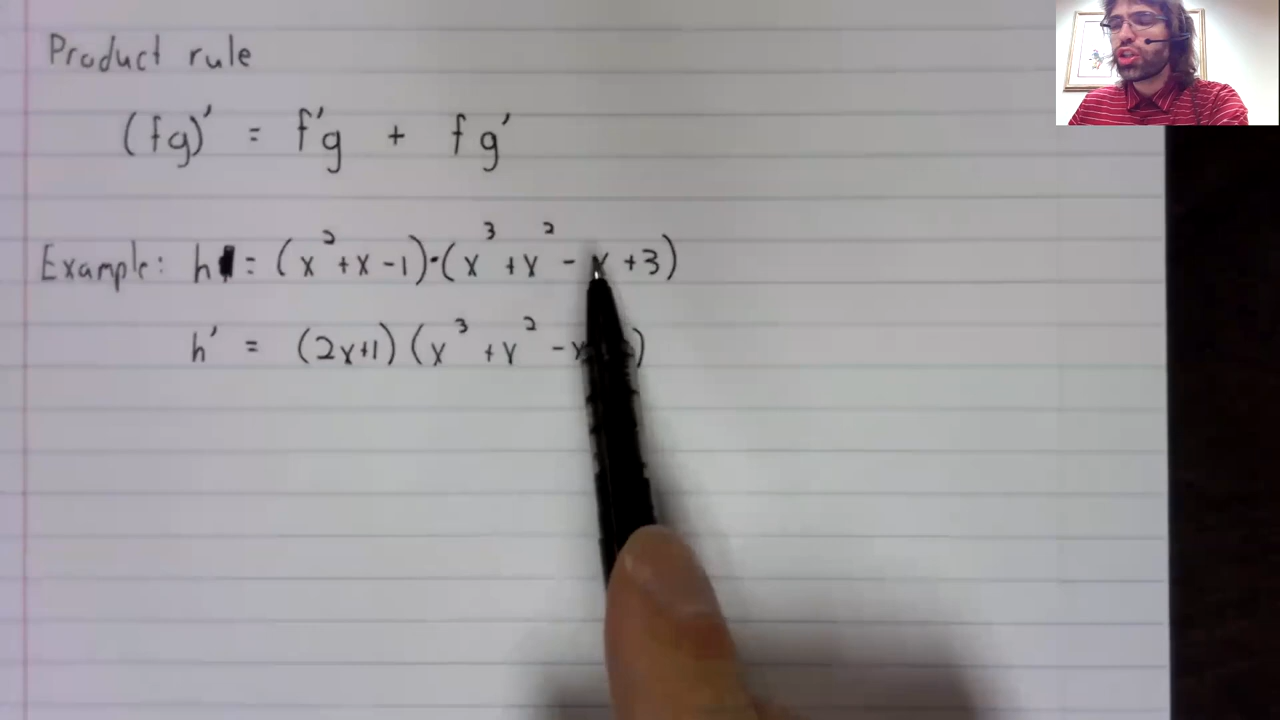 Product rule
(fg)' = f'g + fg'
Example: h = (x² + x - 1)·(x³ + x² - x + 3)
h' = (2x+1)(x³ + x² - x )